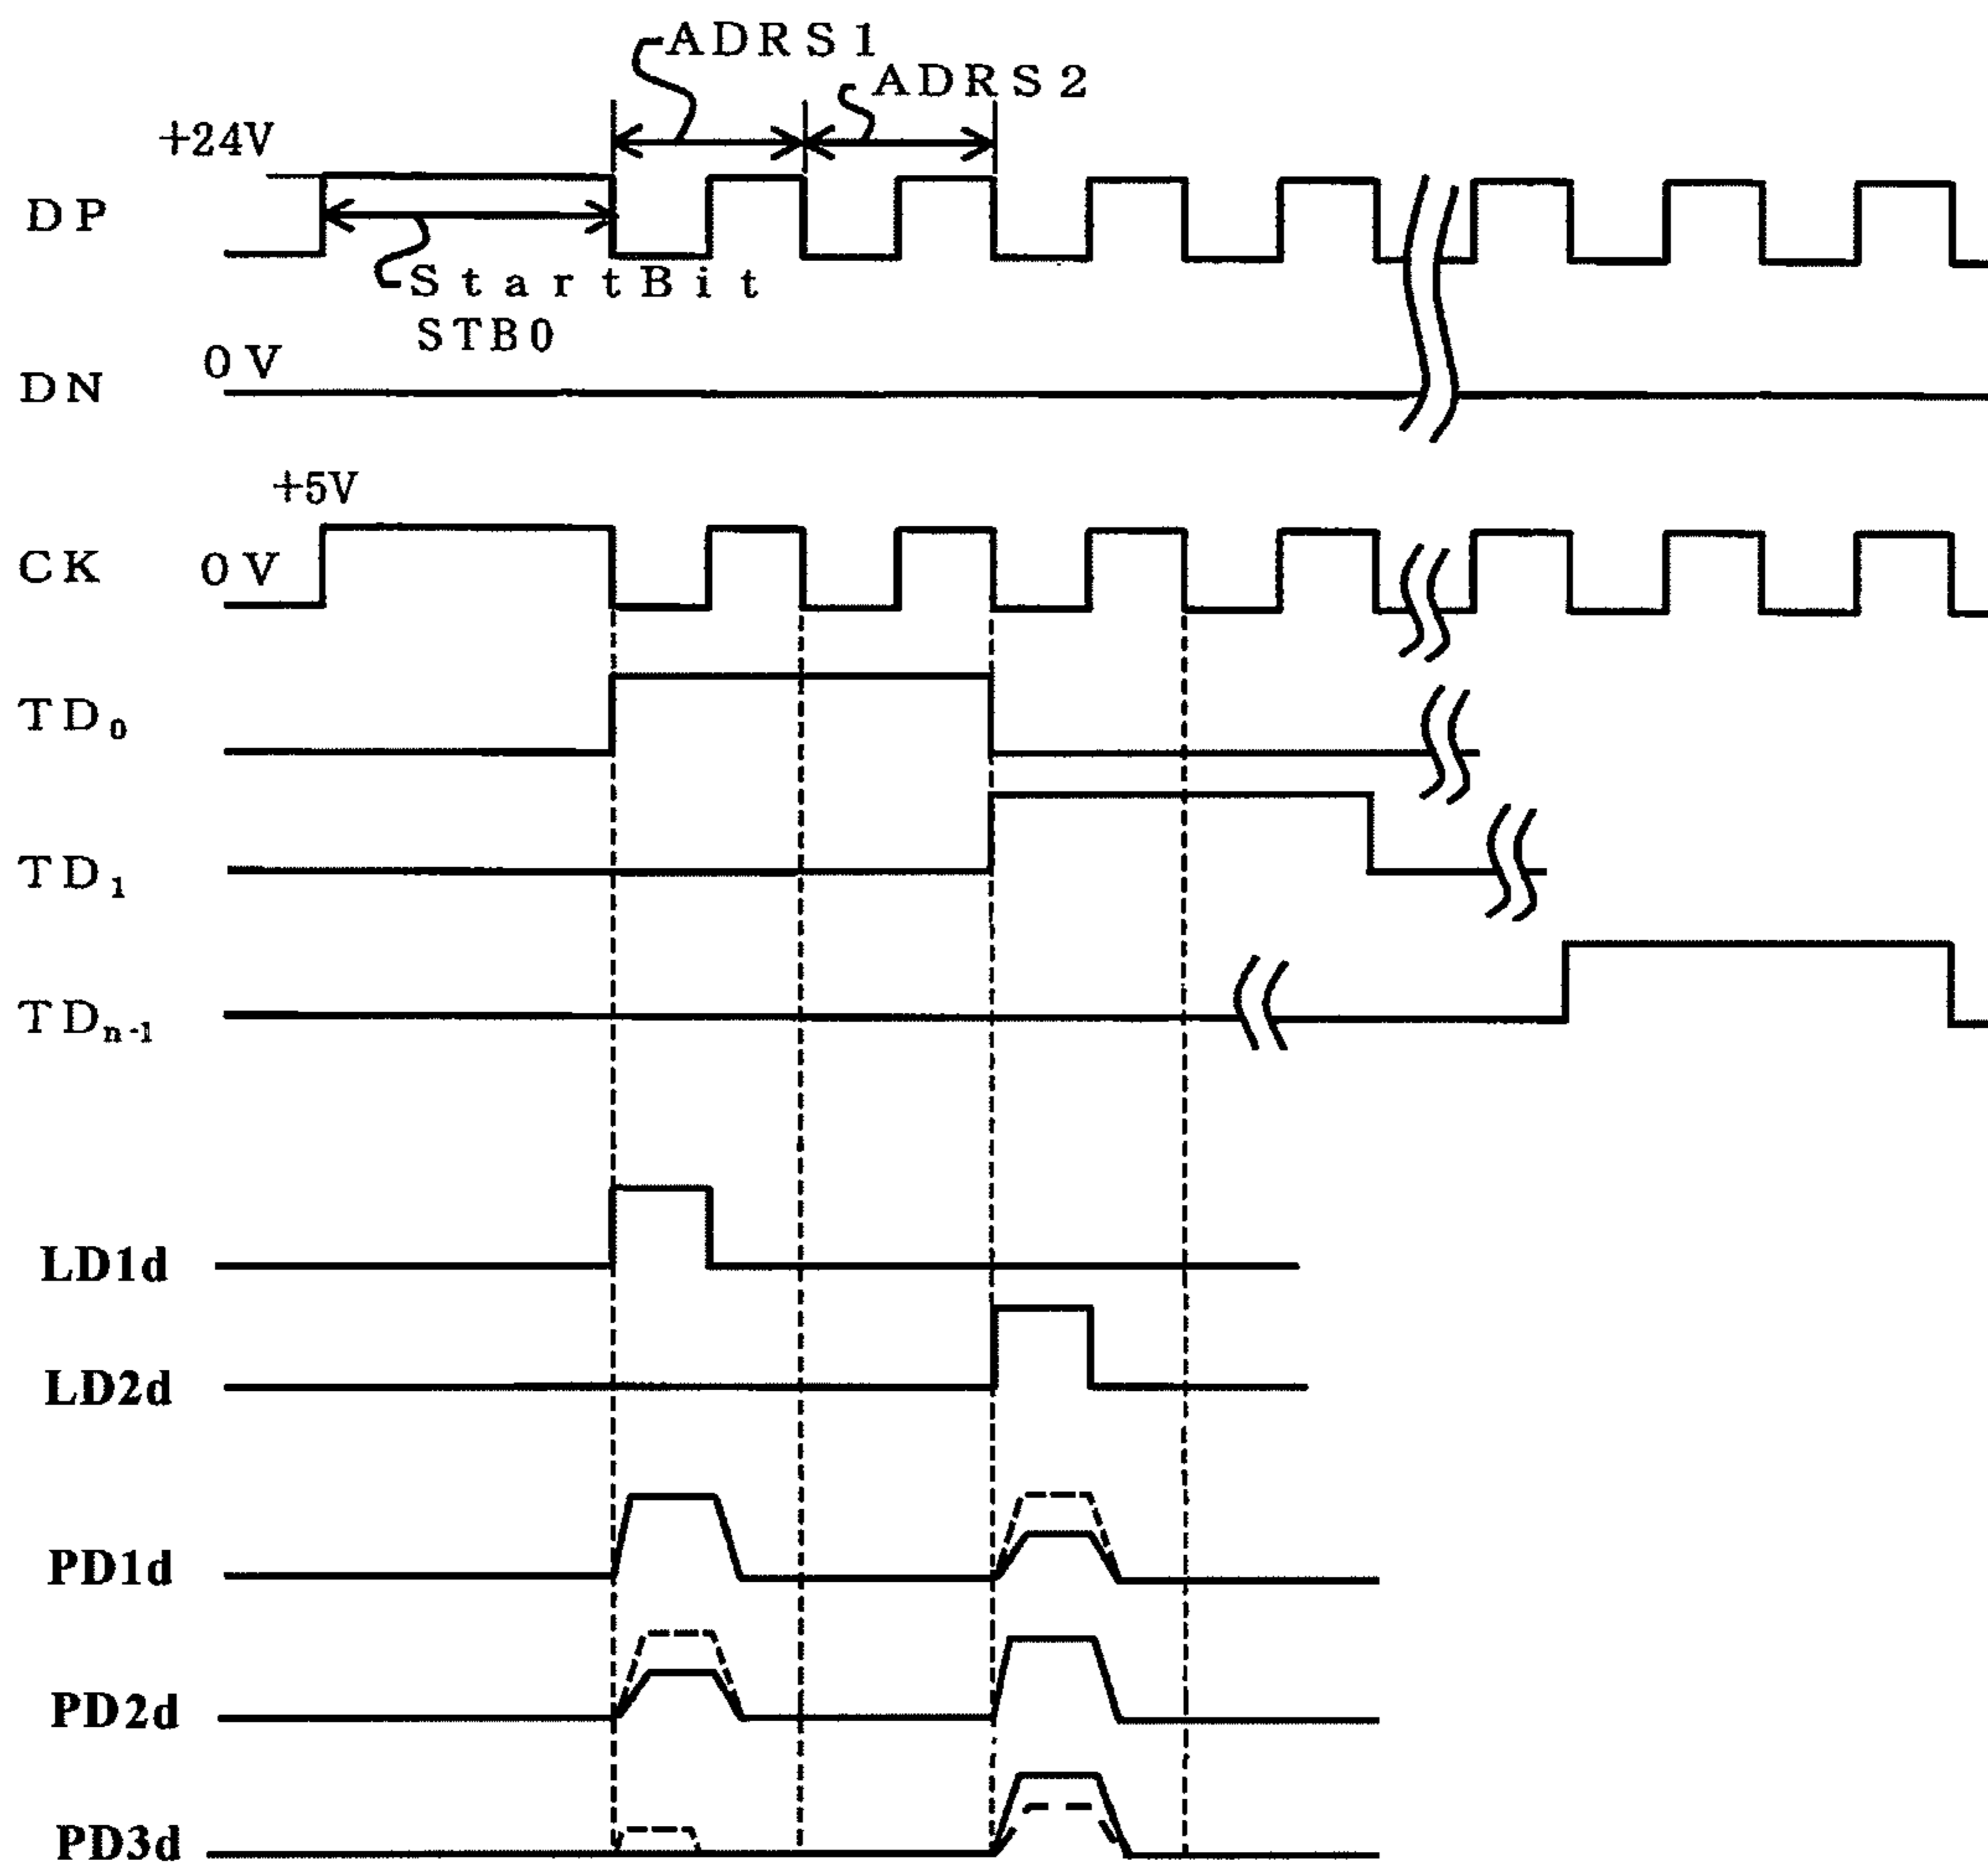 ADRS1
ADRS2
+24V
DP
StartBit
STB0
0V
DN
+5V
CK
0V
TD₀
TD₁
TDₙ₋₁
LD1d
LD2d
PD1d
PD2d
PD3d